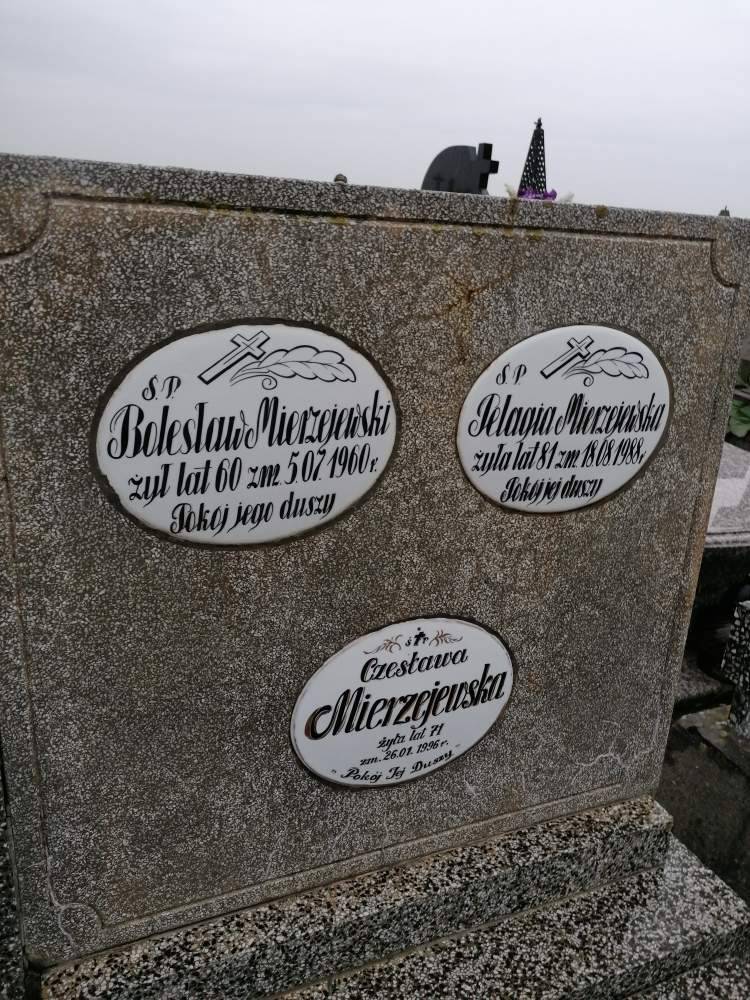 Ś. P.
Bolesław Mierzejewski
żył lat 60 zm. 5.07.1960 r.
Pokój jego duszy
Ś. P.
Pelagia Mierzejewska
żyła lat 81 zm. 18.08.1988 r.
Pokój jej duszy
ś P
Czesława
Mierzejewska
żyła lat 71
zm. 26.01.1996 r.
"Pokój Jej Duszy"